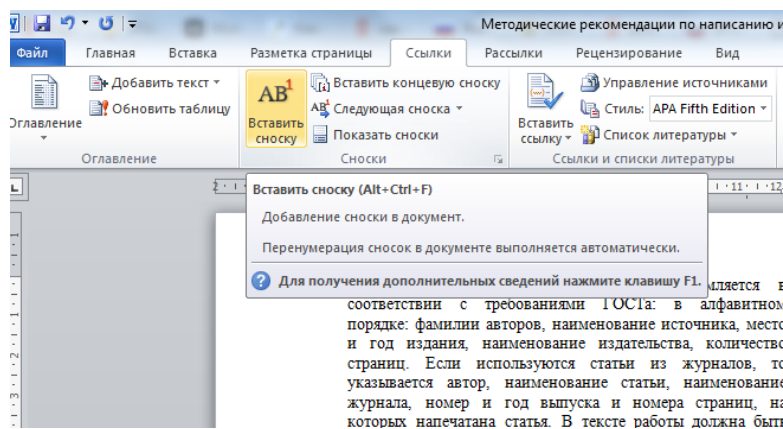 Методические рекомендации по написанию и
Файл Главная Вставка Разметка страницы Ссылки Рассылки Рецензирование Вид
Оглавление
Добавить текст
Обновить таблицу
Оглавление
AB1
Вставить
сноску
Вставить концевую сноску
Следующая сноска
Показать сноски
Сноски
Вставить
ссылку
Управление источниками
Стиль: APA Fifth Edition
Список литературы
Ссылки и списки литературы
2 11 12
Вставить сноску (Alt+Ctrl+F)
Добавление сноски в документ.
Перенумерация сносок в документе выполняется автоматически.
Для получения дополнительных сведений нажмите клавишу F1.
мляется в
соответствии с требованиями ГОСТа: в алфавитном
порядке: фамилии авторов, наименование источника, место
и год издания, наименование издательства, количество
страниц. Если используются статьи из журналов, то
указывается автор, наименование статьи, наименование
журнала, номер и год выпуска и номера страниц, на
которых напечатана статья. В тексте работы должна быть